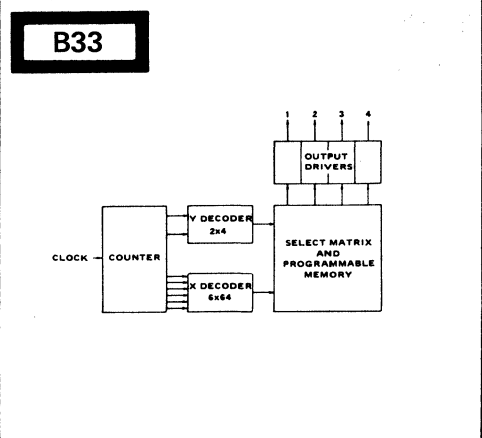 B33
1 2 3 4
OUTPUT
DRIVERS
Y DECODER
2x4
SELECT MATRIX
AND
PROGRAMMABLE
MEMORY
CLOCK
COUNTER
X DECODER
6x64